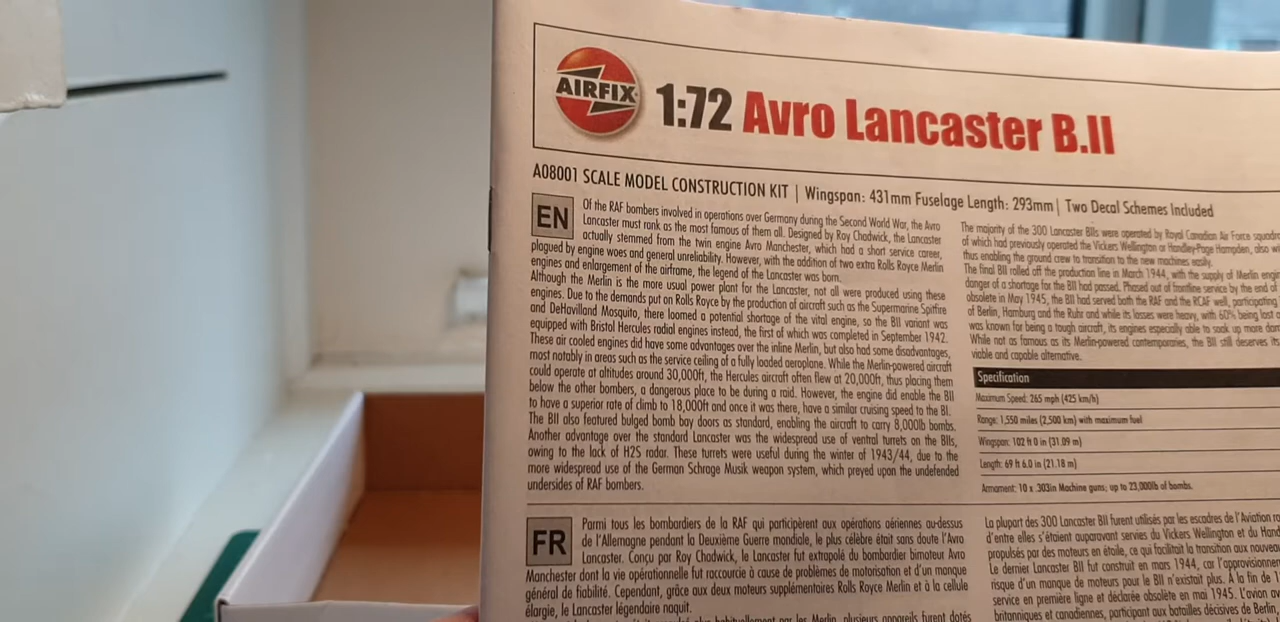 AIRFIX
1:72 Avro Lancaster B.II
A08001 SCALE MODEL CONSTRUCTION KIT | Wingspan: 431mm Fuselage Length: 293mm | Two Decal Schemes Included
EN
Of the RAF bombers involved in operations over Germany during the Second World War, the Avro
Lancaster must rank as the most famous of them all. Designed by Roy Chadwick, the Lancaster
actually stemmed from the twin engine Avro Manchester, which had a short service career,
plagued by engine woes and general unreliability. However, with the addition of two extra Rolls Royce Merlin
engines and enlargement of the airframe, the legend of the Lancaster was born.
Although the Merlin is the more usual power plant for the Lancaster, not all were produced using these
engines. Due to the demands put on Rolls Royce by the production of aircraft such as the Supermarine Spitfire
and DeHavilland Mosquito, there loomed a potential shortage of the vital engine, so the BII variant was
equipped with Bristol Hercules radial engines instead, the first of which was completed in September 1942.
These air cooled engines did have some advantages over the inline Merlin, but also had some disadvantages,
most notably in areas such as the service ceiling of a fully loaded aeroplane. While the Merlin-powered aircraft
could operate at altitudes around 30,000ft, the Hercules aircraft often flew at 20,000ft, thus placing them
below the other bombers, a dangerous place to be during a raid. However, the engine did enable the BII
to have a superior rate of climb to 18,000ft and once it was there, have a similar cruising speed to the BI.
The BII also featured bulged bomb bay doors as standard, enabling the aircraft to carry 8,000lb bombs.
Another advantage over the standard Lancaster was the widespread use of ventral turrets on the BIIs,
owing to the lack of H2S radar. These turrets were useful during the winter of 1943/44, due to the
more widespread use of the German Schrage Musik weapon system, which preyed upon the undefended
undersides of RAF bombers.
The majority of the 300 Lancaster BIIs were operated by Royal Canadian Air Force squadro
of which had previously operated the Vickers Wellington or Handley-Page Hampden, also w
thus enabling the ground crew to transition to the new machines easily.
The final BII rolled off the production line in March 1944, with the supply of Merlin engin
danger of a shortage for the BII had passed. Phased out of frontline service by the end of
obsolete in May 1945, the BII had served both the RAF and the RCAF well, participating
of Berlin, Hamburg and the Ruhr and while its losses were heavy, with 60% being lost
was known for being a tough aircraft, its engines especially able to soak up more dam
While not as famous as its Merlin-powered contemporaries, the BII still deserves its
viable and capable alternative.
Specification
Maximum Speed: 265 mph (425 km/h)
Range: 1,550 miles (2,500 km) with maximum fuel
Wingspan: 102 ft 0 in (31.09 m)
Length: 69 ft 6.0 in (21.18 m)
Armament: 10 x .303in Machine guns; up to 23,000lb of bombs.
FR
Parmi tous les bombardiers de la RAF qui participèrent aux opérations aériennes au-dessus
de l'Allemagne pendant la Deuxième Guerre mondiale, le plus célèbre était sans doute l'Avro
Lancaster. Conçu par Roy Chadwick, le Lancaster fut extrapolé du bombardier bimoteur Avro
Manchester dont la vie opérationnelle fut raccourcie à cause de problèmes de motorisation et d'un manque
général de fiabilité. Cependant, grâce aux deux moteurs supplémentaires Rolls Royce Merlin et à la cellule
élargie, le Lancaster légendaire naquit.
plus habituellement par les Merlin, plusieurs appareils furent dotés
La plupart des 300 Lancaster BII furent utilisés par les escadres de l'Aviation ro
d'entre elles s'étaient auparavant servies du Vickers Wellington et du Hand
propulsés par des moteurs en étoile, ce qui facilitait la transition aux nouveau
Le dernier Lancaster BII fut construit en mars 1944, car l'approvisionnem
risque d'un manque de moteurs pour le BII n'existait plus. À la fin de 1
service en première ligne et déclarée obsolète en mai 1945. L'avion av
britanniques et canadiennes, participant aux batailles décisives de Berlin,